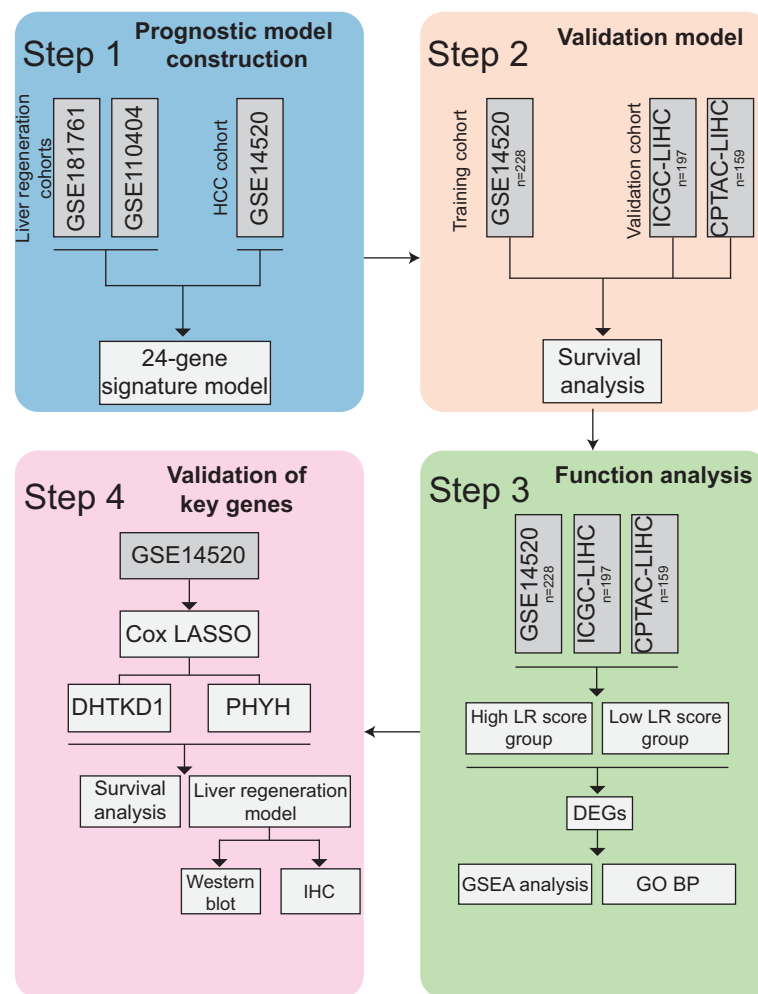 Step 1
Prognostic model
construction
Liver regeneration
cohorts
GSE181761
GSE110404
HCC cohort
GSE14520
24-gene
signature model
Step 2
Validation model
Training cohort
GSE14520
n=228
Validation cohort
ICGC-LIHC
n=197
CPTAC-LIHC
n=159
Survival
analysis
Step 3
Function analysis
GSE14520
n=228
ICGC-LIHC
n=197
CPTAC-LIHC
n=159
High LR score
group
Low LR score
group
DEGs
GSEA analysis
GO BP
Step 4
Validation of
key genes
GSE14520
Cox LASSO
DHTKD1
PHYH
Survival
analysis
Liver regeneration
model
Western
blot
IHC